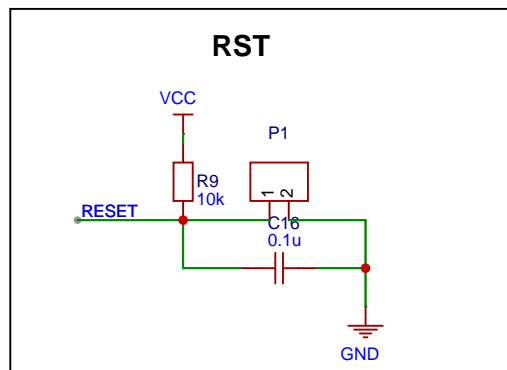 RST
VCC
P1
R9
10k
1 2
RESET
C16
0.1u
GND